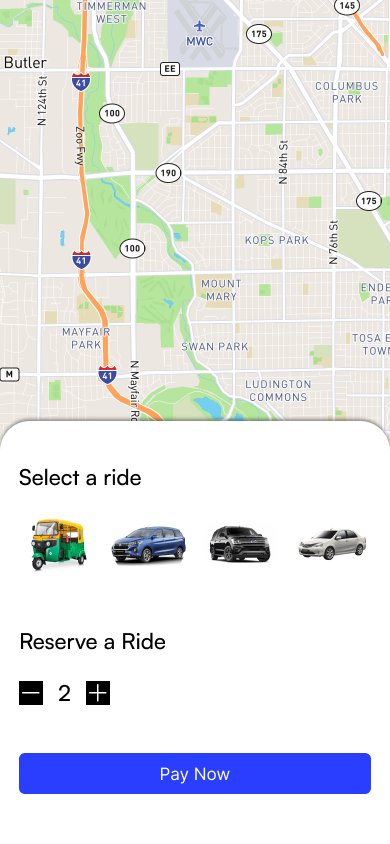 TIMMERMAN
WEST
145
175
MWC
Butler
EE
41
COLUMBUS
PARK
N 124th St
100
Zoo Fwy
N 84th St
190
175
N 76th St
KOPS PARK
100
41
MOUNT
MARY
ENDE
PAR
MAYFAIR
PARK
TOSA E
TOWN
SWAN PARK
M
41
N Mayfair Rd
LUDINGTON
COMMONS
Select a ride
Reserve a Ride
2
Pay Now